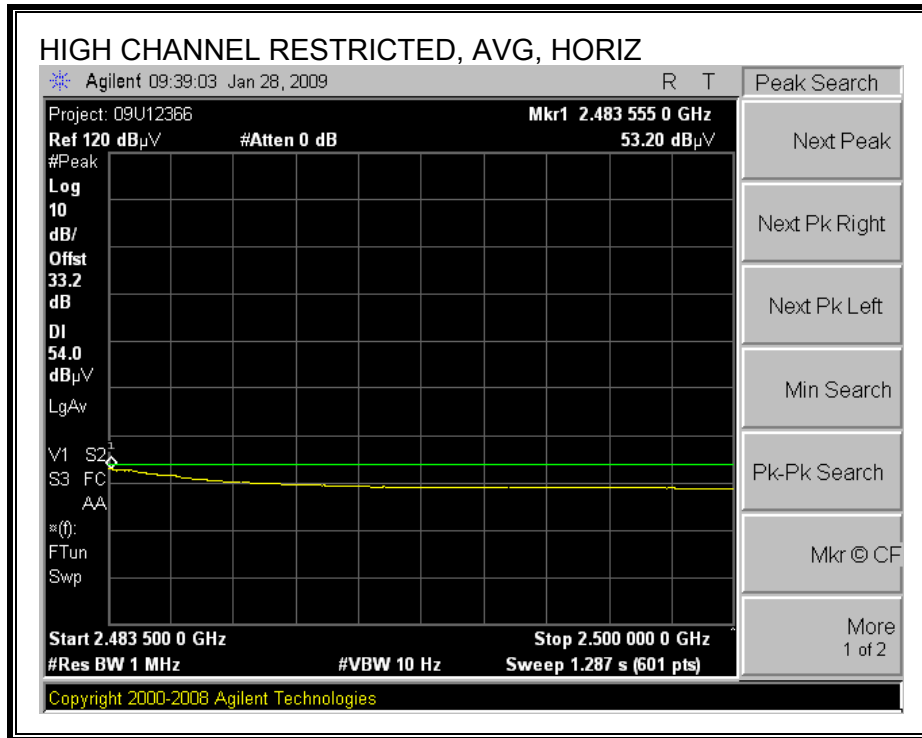 HIGH CHANNEL RESTRICTED, AVG, HORIZ
Agilent 09:39:03 Jan 28, 2009 R T
Peak Search
Project: 09U12366 Mkr1 2.483 555 0 GHz
Ref 120 dBµV #Atten 0 dB 53.20 dBµV
#Peak
Log
10
dB/
Offst
33.2
dB
DI
54.0
dBµV
LgAv
1
V1 S2
S3 FC
AA
¤(f):
FTun
Swp
Start 2.483 500 0 GHz Stop 2.500 000 0 GHz
#Res BW 1 MHz #VBW 10 Hz Sweep 1.287 s (601 pts)
Copyright 2000-2008 Agilent Technologies
Next Peak
Next Pk Right
Next Pk Left
Min Search
Pk-Pk Search
Mkr © CF
More
1 of 2